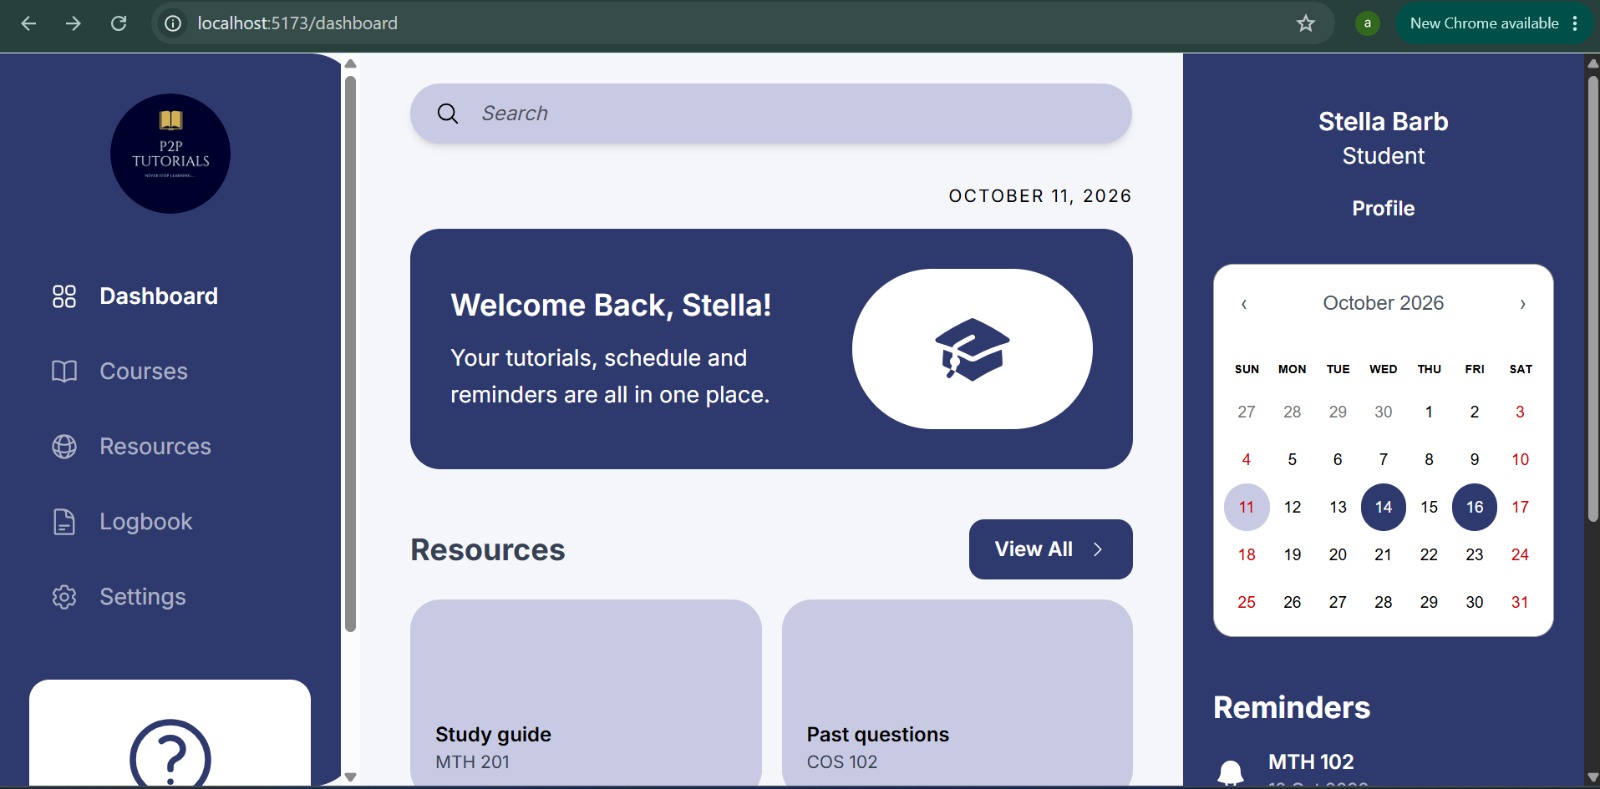 localhost:5173/dashboard
a
New Chrome available
P2P
TUTORIALS
Dashboard
Courses
Resources
Logbook
Settings
?
Search
OCTOBER 11, 2026
Welcome Back, Stella!
Your tutorials, schedule and
reminders are all in one place.
Resources
View All
Study guide
MTH 201
Past questions
COS 102
Stella Barb
Student
Profile
‹ October 2026 ›
SUN MON TUE WED THU FRI SAT
27 28 29 30 1 2 3
4 5 6 7 8 9 10
11 12 13 14 15 16 17
18 19 20 21 22 23 24
25 26 27 28 29 30 31
Reminders
MTH 102